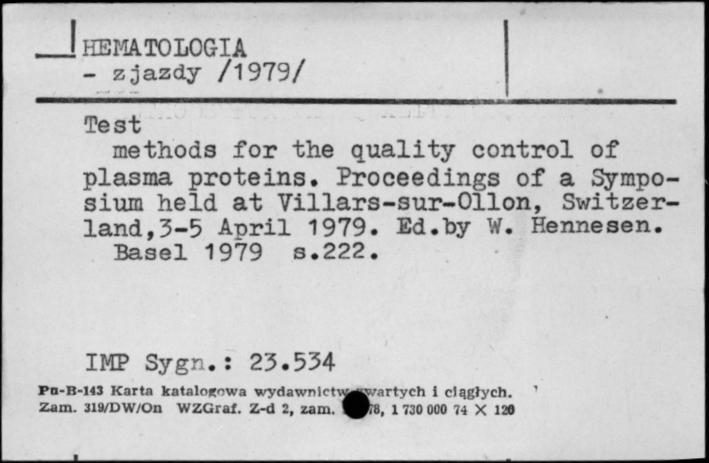 HEMATOLOGIA
- zjazdy /1979/
Test
methods for the quality control of
plasma proteins. Proceedings of a Sympo-
sium held at Villars-sur-Ollon, Switzer-
land,3-5 April 1979. Ed.by W. Hennesen.
Basel 1979 s.222.
IMP Sygn.: 23.534
Pu-B-143 Karta katalogowa wydawnictw zwartych i ciągłych.
Zam. 319/DW/On WZGraf. Z-d 2, zam. 78, 1 730 000 74 X 120